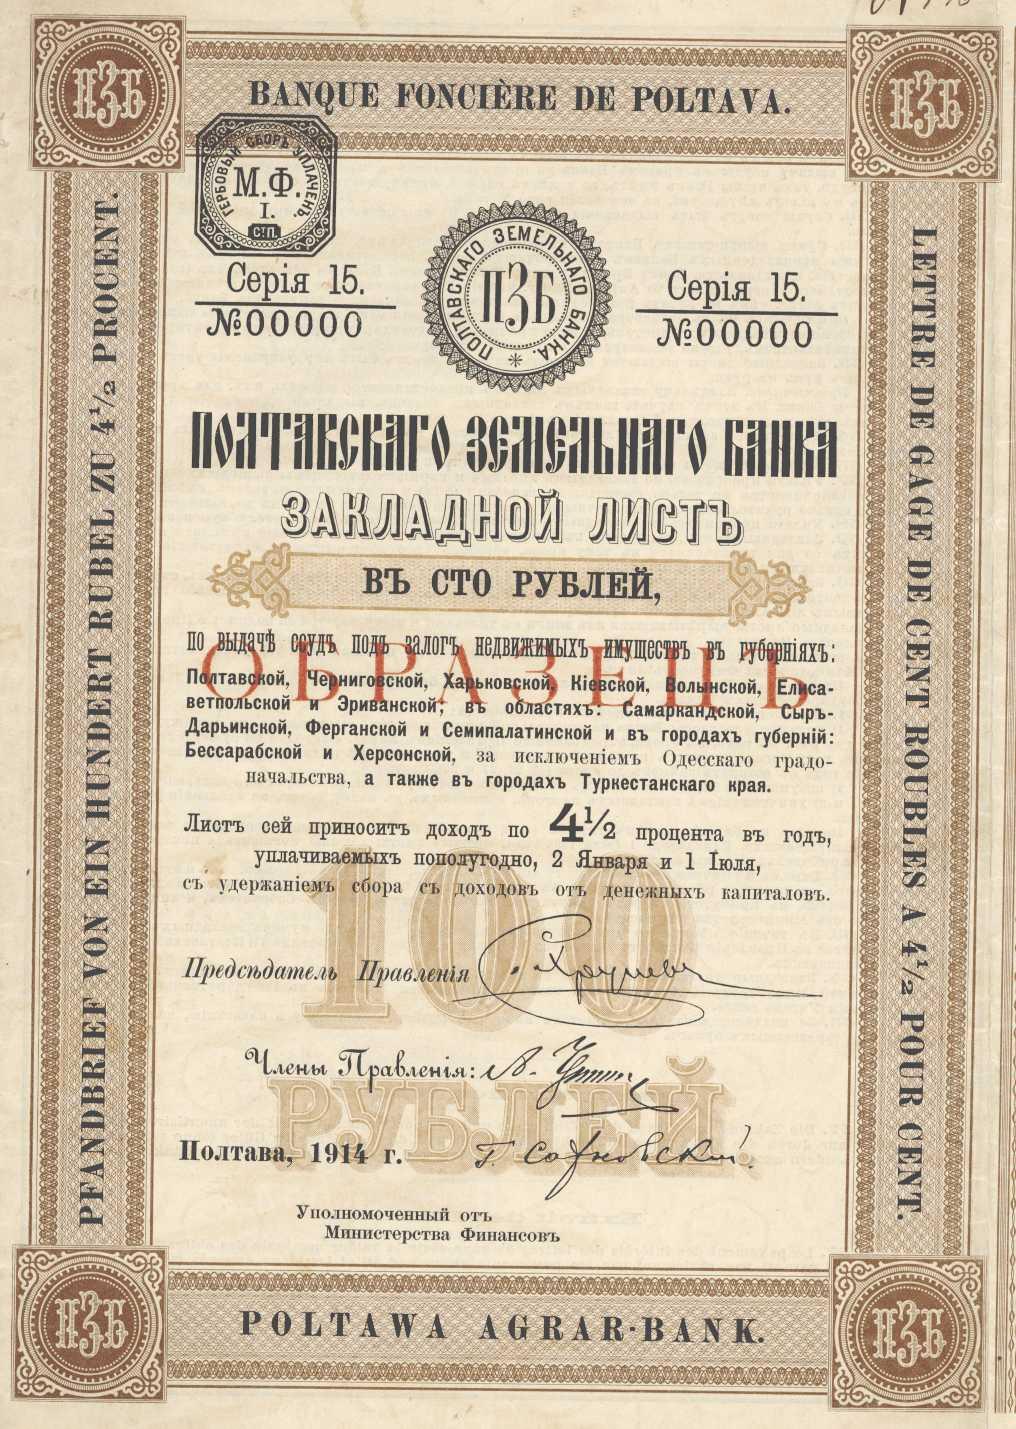 BANQUE FONCIÈRE DE POLTAVA.
ПЗБ
ПЗБ
ГЕРБОВЫЙ СБОРЪ УПЛАЧЕНЪ
М.Ф.
I.
СТП.
ПОЛТАВСКАГО ЗЕМЕЛЬНАГО БАНКА.
ПЗБ
Серія 15.
№00000
Серія 15.
№00000
ПОЛТАВСКАГО ЗЕМЕЛЬНАГО БАНКА
ЗАКЛАДНОЙ ЛИСТЪ
ВЪ СТО РУБЛЕЙ,
по выдачѣ ссудъ подъ залогъ недвижимыхъ имуществъ въ губерніяхъ:
ОБРАЗЕЦЪ
Полтавской, Черниговской, Харьковской, Кіевской, Волынской, Елиса-
ветпольской и Эриванской; въ областяхъ: Самаркандской, Сыръ-
Дарьинской, Ферганской и Семипалатинской и въ городахъ губерній:
Бессарабской и Херсонской, за исключеніемъ Одесскаго градо-
начальства, а также въ городахъ Туркестанскаго края.
Листъ сей приноситъ доходъ по 4½ процента въ годъ,
уплачиваемыхъ пополугодно, 2 Января и 1 Іюля,
съ удержаніемъ сбора съ доходовъ отъ денежныхъ капиталовъ.
100
РУБЛЕЙ.
Предсѣдатель Правленія
Члены Правленія:
Полтава, 1914 г.
Уполномоченный отъ
Министерства Финансовъ
PFANDBRIEF VON EIN HUNDERT RUBEL ZU 4½ PROCENT.
LETTRE DE GAGE DE CENT ROUBLES A 4½ POUR CENT.
ПЗБ
POLTAWA AGRAR-BANK.
ПЗБ